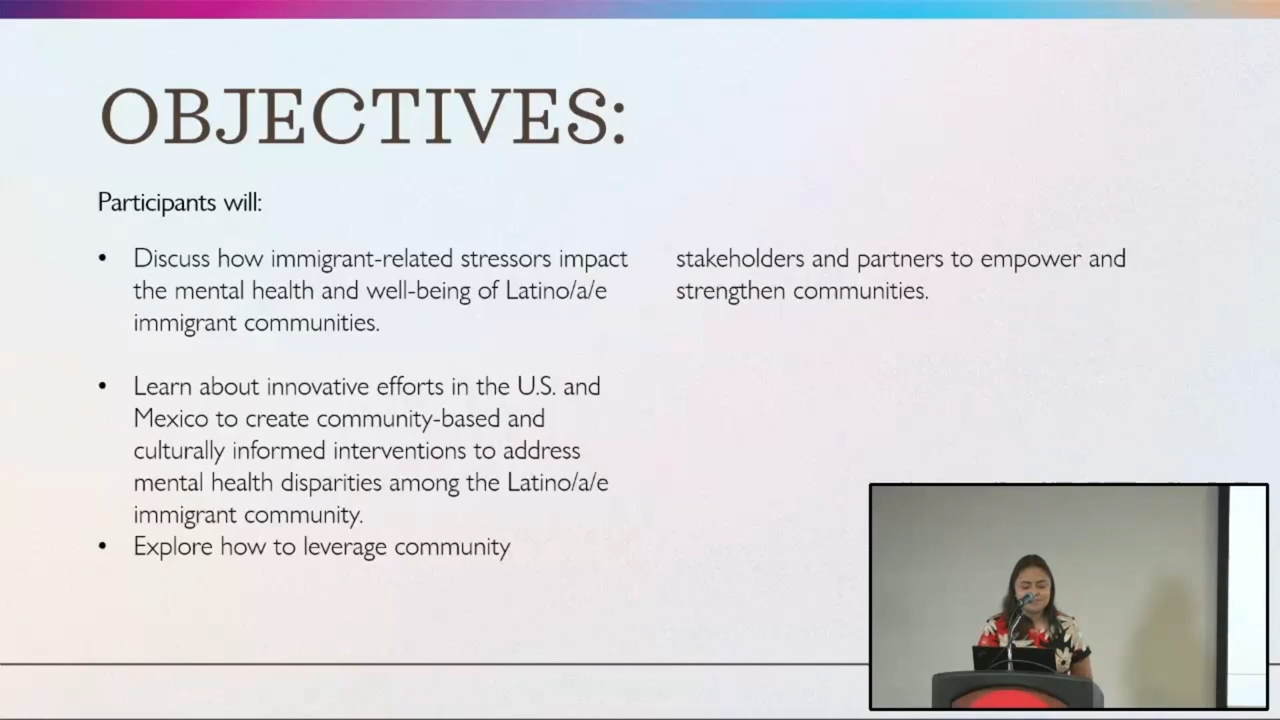 OBJECTIVES:
Participants will:
• Discuss how immigrant-related stressors impact
the mental health and well-being of Latino/a/e
immigrant communities.
• Learn about innovative efforts in the U.S. and
Mexico to create community-based and
culturally informed interventions to address
mental health disparities among the Latino/a/e
immigrant community.
• Explore how to leverage community
stakeholders and partners to empower and
strengthen communities.